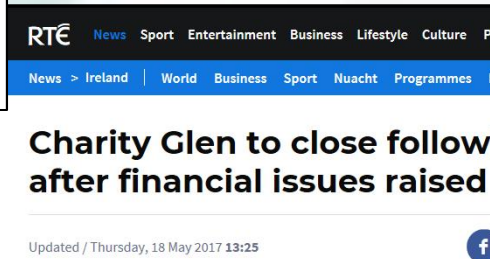 RTÉ News Sport Entertainment Business Lifestyle Culture P
News > Ireland | World Business Sport Nuacht Programmes
Charity Glen to close follow
after financial issues raised
Updated / Thursday, 18 May 2017 13:25
f